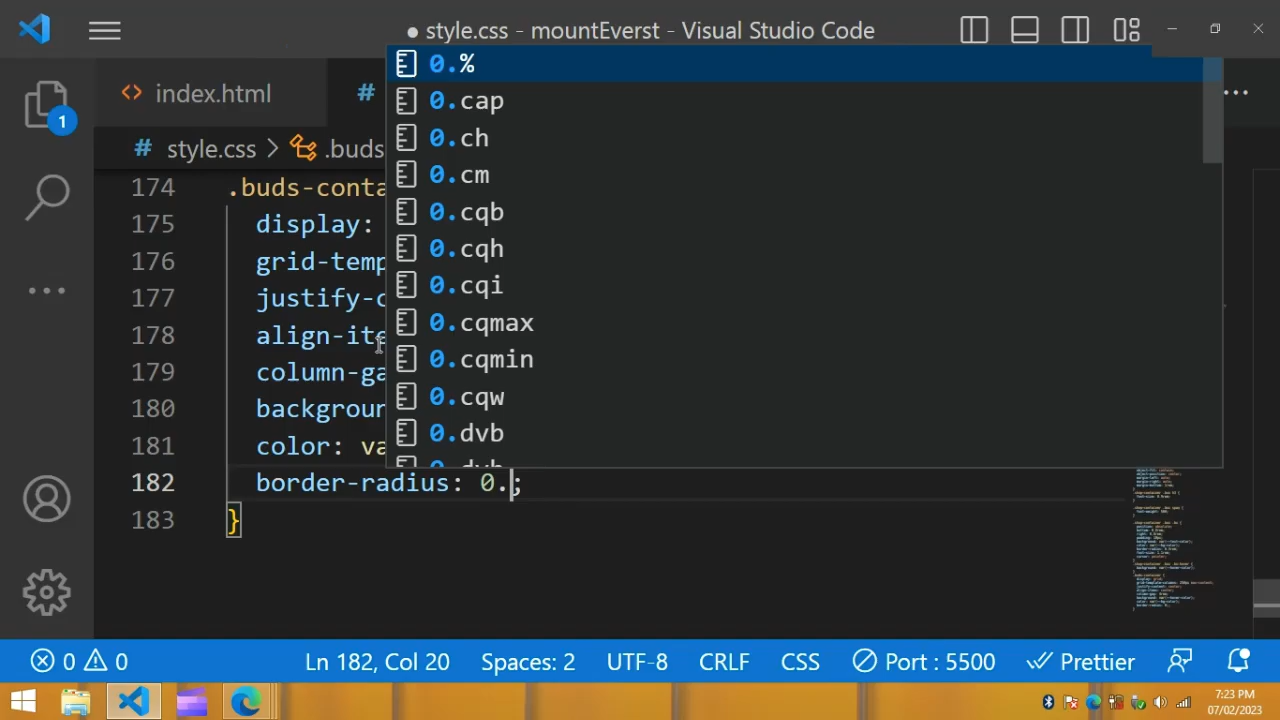 ● style.css - mountEverst - Visual Studio Code
index.html
#
1
# style.css > .buds
174 .buds-conta
175 display:
176 grid-temp
177 justify-c
178 align-ite
179 column-ga
180 backgroun
181 color: va
182 border-radius: 0.;
183 }
0.%
0.cap
0.ch
0.cm
0.cqb
0.cqh
0.cqi
0.cqmax
0.cqmin
0.cqw
0.dvb
0 0 Ln 182, Col 20 Spaces: 2 UTF-8 CRLF CSS Port : 5500 Prettier
7:23 PM
07/02/2023